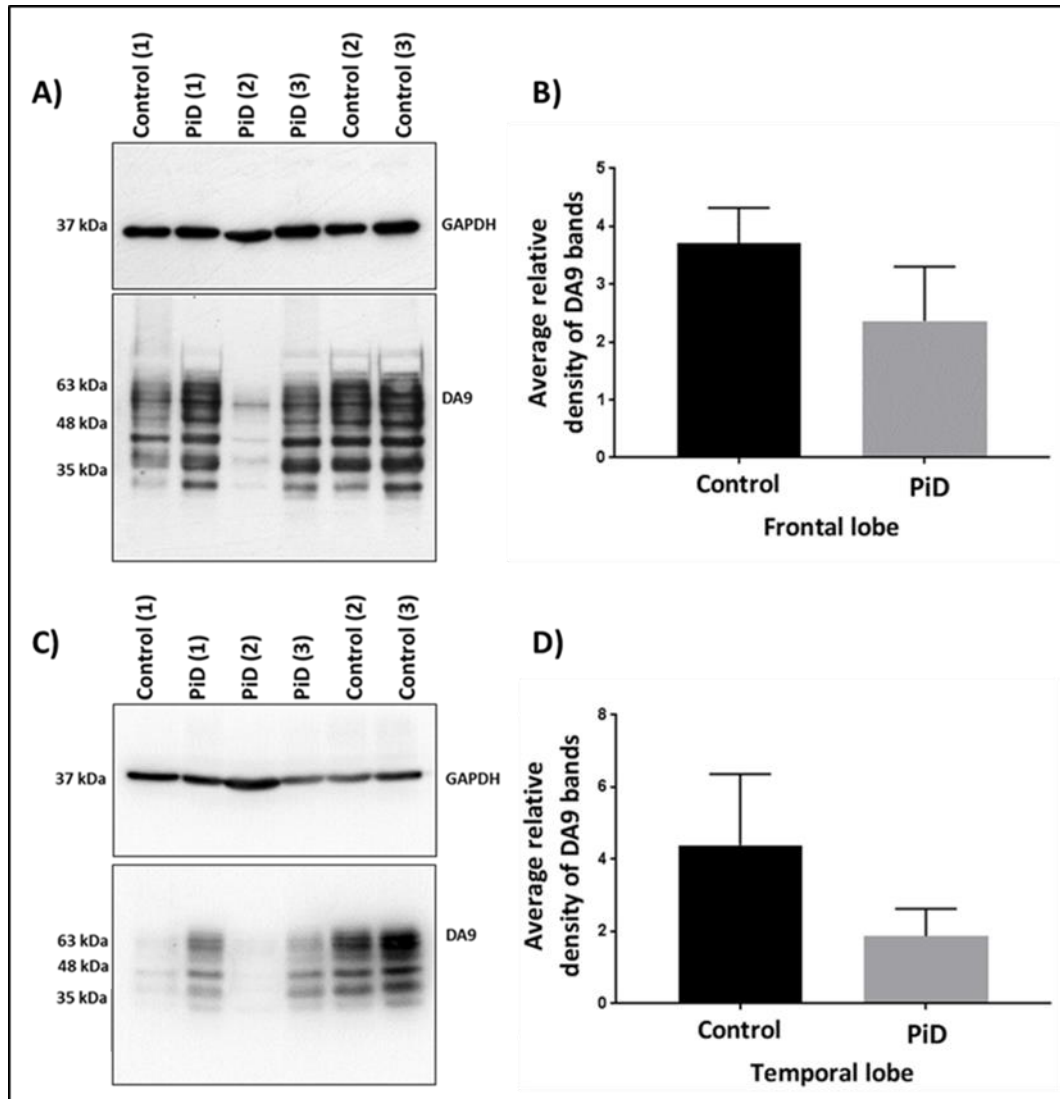 A)
Control (1)
PiD (1)
PiD (2)
PiD (3)
Control (2)
Control (3)
37 kDa
GAPDH
63 kDa
48 kDa
35 kDa
DA9
B)
Average relative
density of DA9 bands
5
4
3
2
1
0
Control
PiD
Frontal lobe
C)
Control (1)
PiD (1)
PiD (2)
PiD (3)
Control (2)
Control (3)
37 kDa
GAPDH
63 kDa
48 kDa
35 kDa
DA9
D)
Average relative
density of DA9 bands
8
6
4
2
0
Control
PiD
Temporal lobe